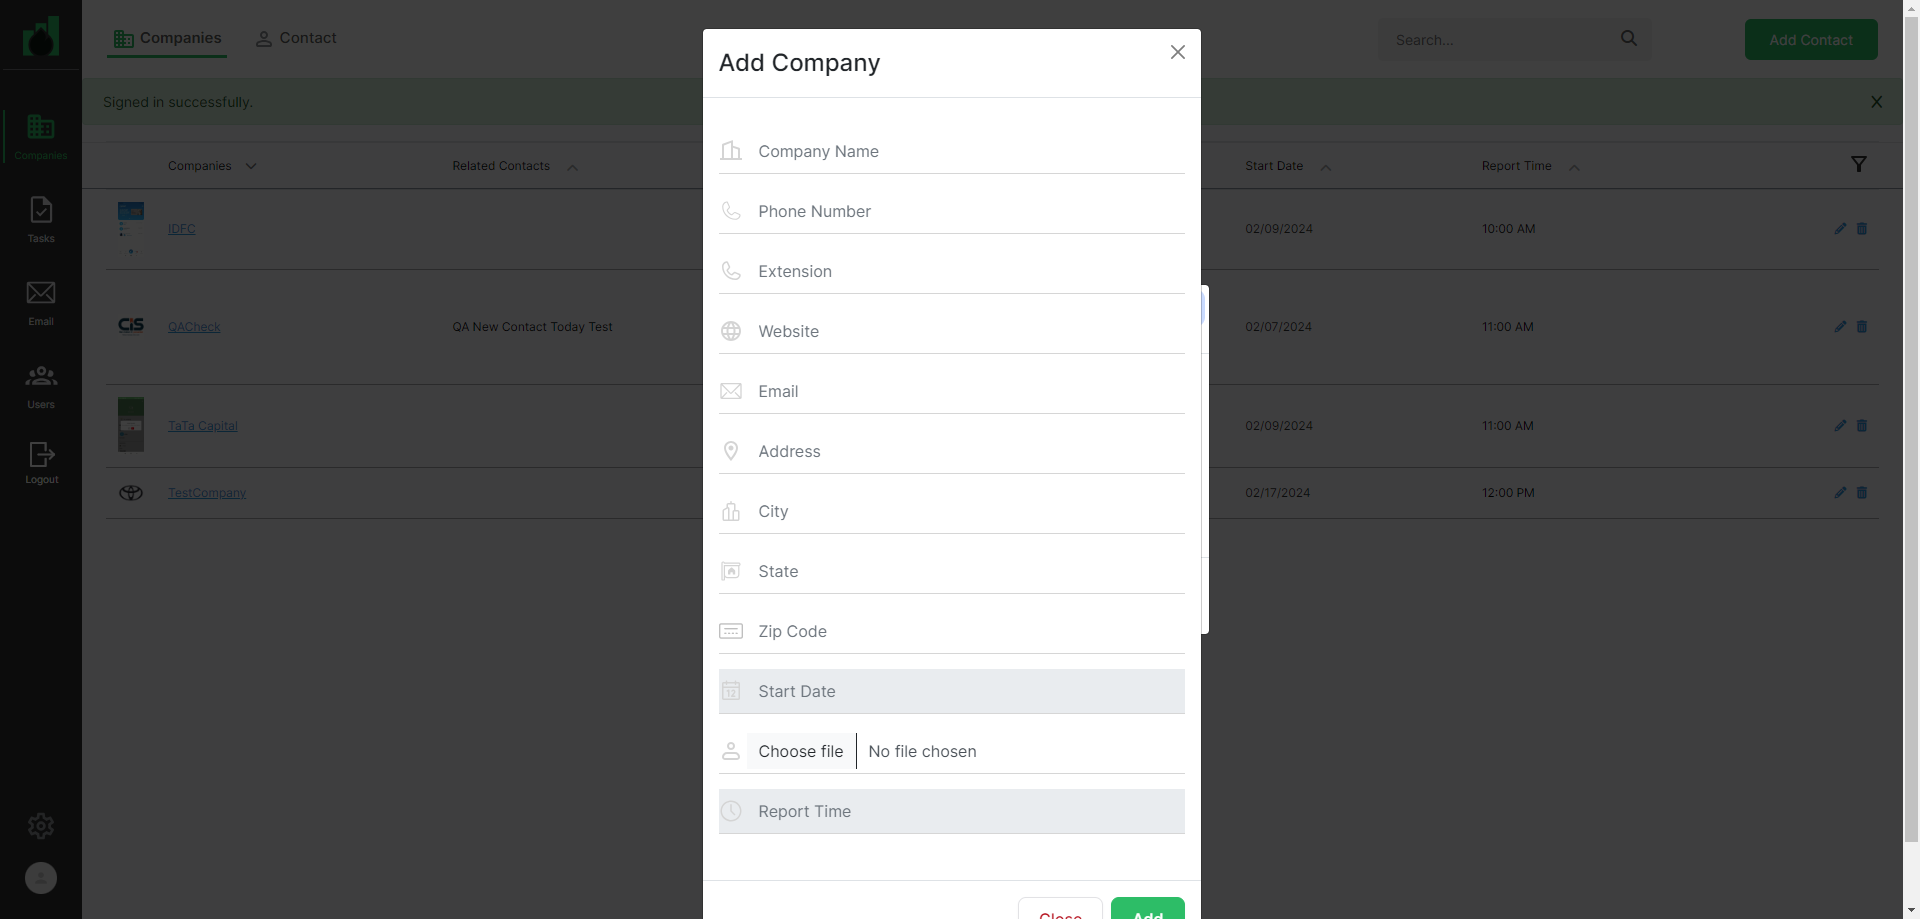 Companies
Contact
Search...
Add Contact
Signed in successfully.
X
Companies
Tasks
Email
Users
Logout
Companies
Related Contacts
Start Date
Report Time
IDFC
02/09/2024
10:00 AM
CiS
QACheck
QA New Contact Today Test
02/07/2024
11:00 AM
TaTa Capital
02/09/2024
11:00 AM
TestCompany
02/17/2024
12:00 PM
Add Company
Company Name
Phone Number
Extension
Website
Email
Address
City
State
Zip Code
12
Start Date
Choose file
No file chosen
Report Time
Close
Add